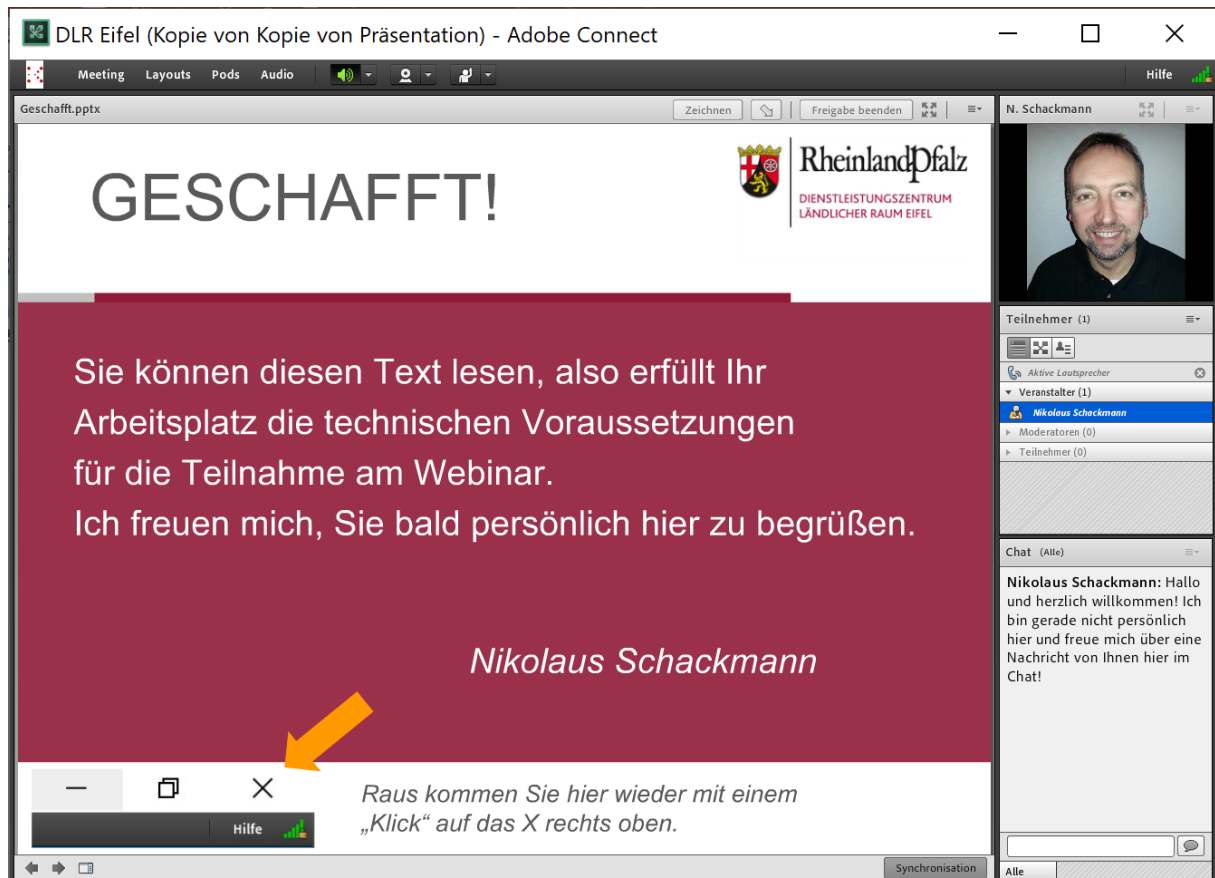 DLR Eifel (Kopie von Kopie von Präsentation) - Adobe Connect
Meeting Layouts Pods Audio Hilfe
Geschafft.pptx
Zeichnen
Freigabe beenden
GESCHAFFT!
RheinlandPfalz
DIENSTLEISTUNGSZENTRUM
LÄNDLICHER RAUM EIFEL
Sie können diesen Text lesen, also erfüllt Ihr
Arbeitsplatz die technischen Voraussetzungen
für die Teilnahme am Webinar.
Ich freuen mich, Sie bald persönlich hier zu begrüßen.
Nikolaus Schackmann
Hilfe
Raus kommen Sie hier wieder mit einem
„Klick“ auf das X rechts oben.
Synchronisation
N. Schackmann
Teilnehmer (1)
Aktive Lautsprecher
Veranstalter (1)
Nikolaus Schackmann
Moderatoren (0)
Teilnehmer (0)
Chat (Alle)
Nikolaus Schackmann: Hallo
und herzlich willkommen! Ich
bin gerade nicht persönlich
hier und freue mich über eine
Nachricht von Ihnen hier im
Chat!
Alle